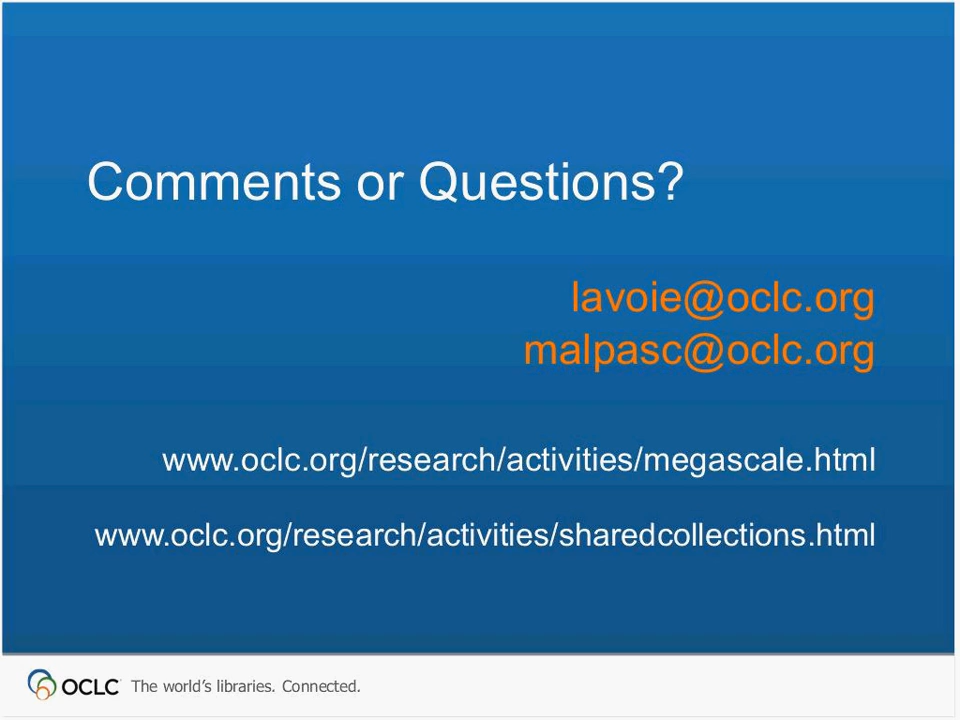 Comments or Questions?
lavoie@oclc.org
malpasc@oclc.org
www.oclc.org/research/activities/megascale.html
www.oclc.org/research/activities/sharedcollections.html
OCLC The world’s libraries. Connected.